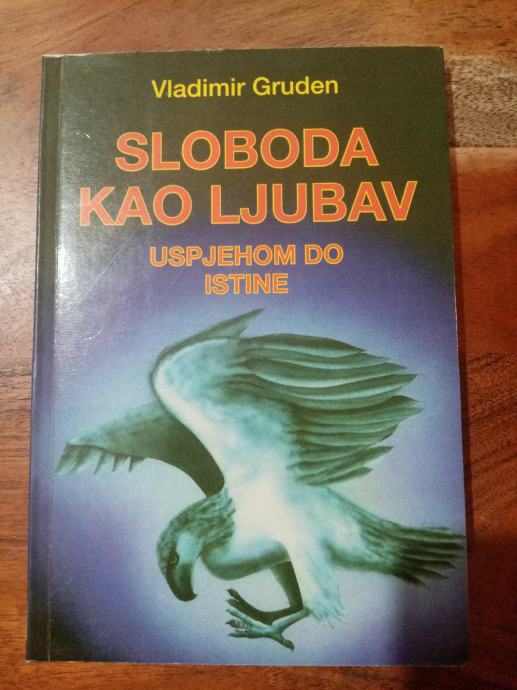 Vladimir Gruden
SLOBODA
KAO LJUBAV
USPJEHOM DO
ISTINE